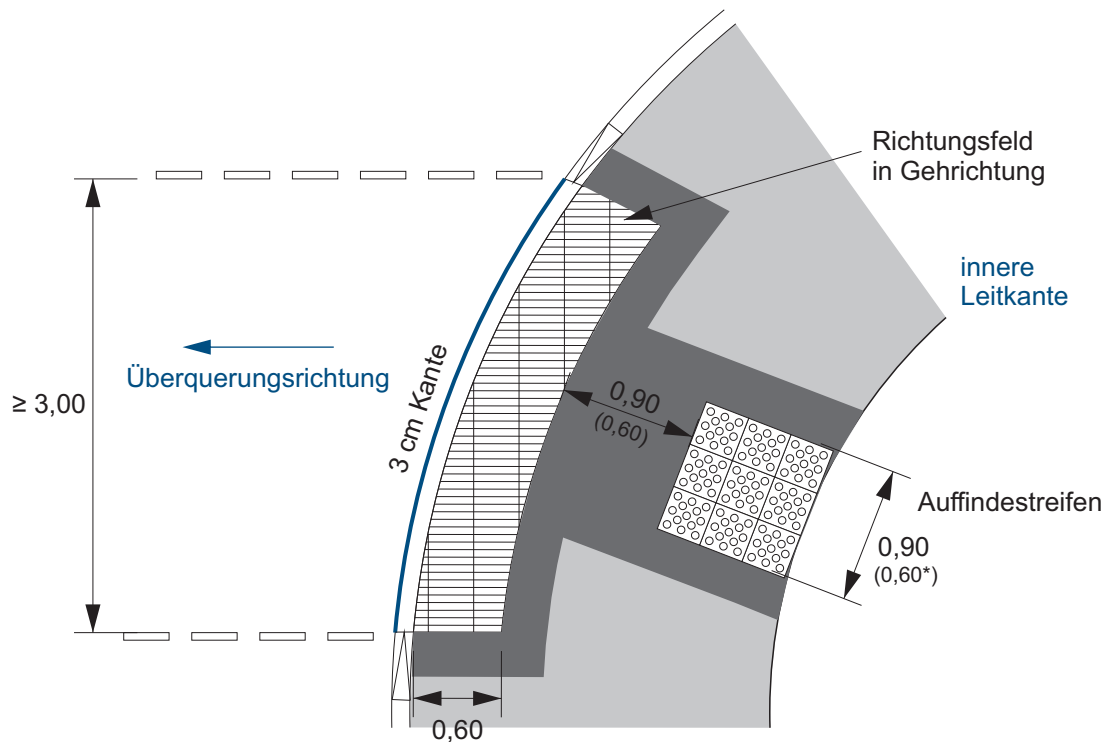 Richtungsfeld
in Gehrichtung
innere
Leitkante
Überquerungsrichtung
≥ 3,00
3 cm Kante
0,90
(0,60)
Auffindestreifen
0,90
(0,60*)
0,60